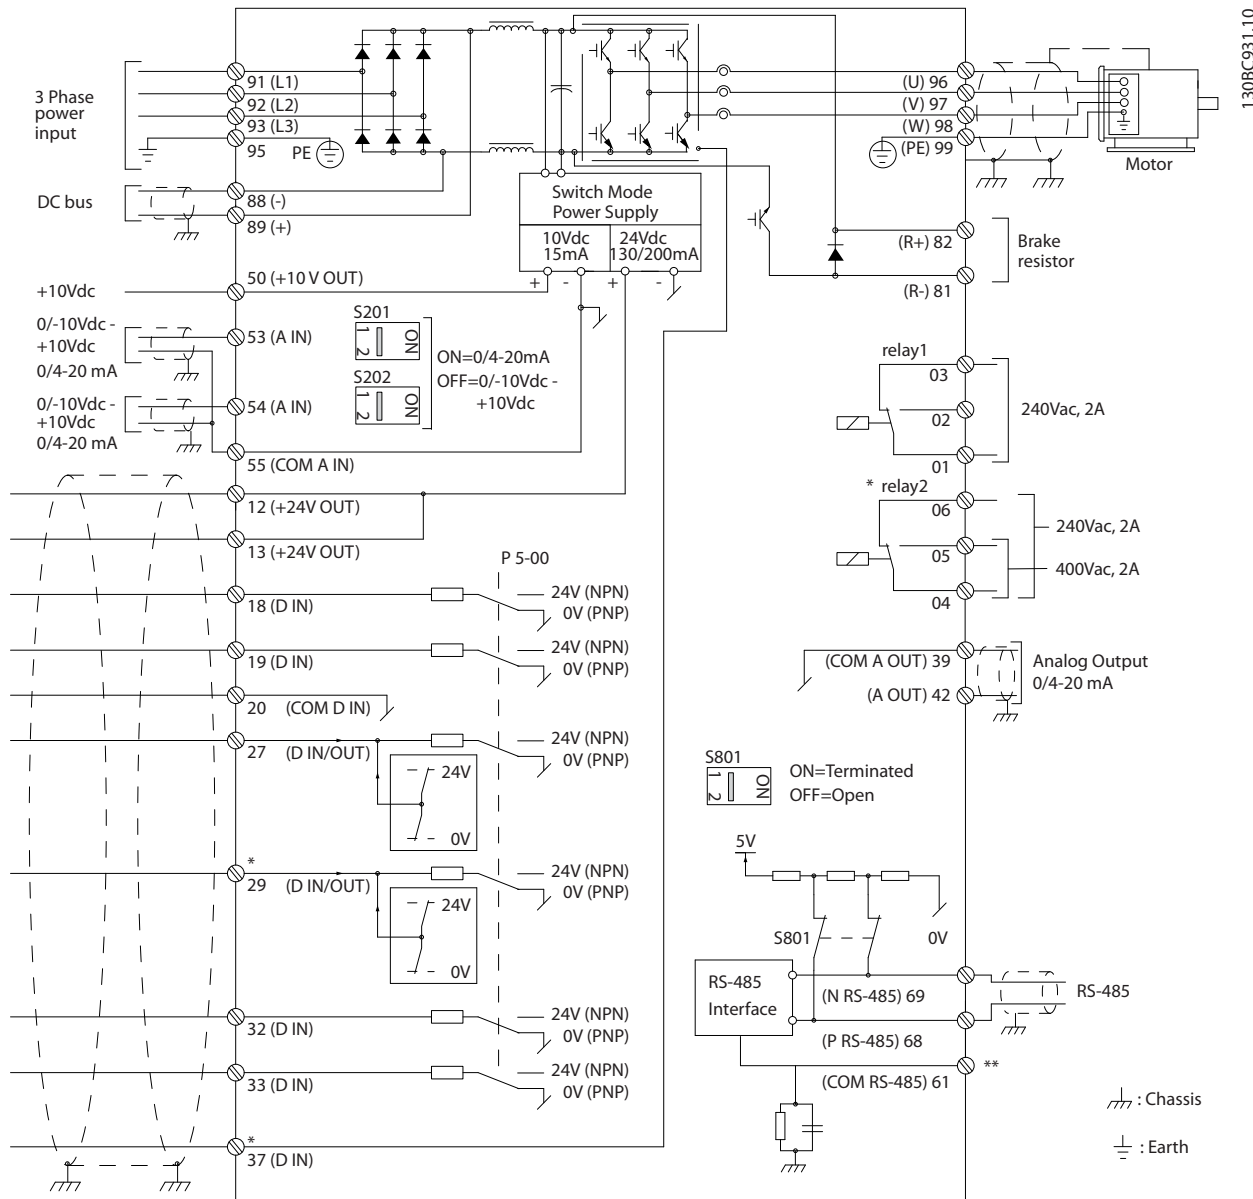 130BC931.10
3 Phase
power
input
91 (L1)
92 (L2)
93 (L3)
95
PE
DC bus
88 (-)
89 (+)
50 (+10 V OUT)
+10Vdc
0/-10Vdc -
+10Vdc
0/4-20 mA
53 (A IN)
0/-10Vdc -
+10Vdc
0/4-20 mA
54 (A IN)
55 (COM A IN)
12 (+24V OUT)
13 (+24V OUT)
18 (D IN)
19 (D IN)
20 (COM D IN)
27 (D IN/OUT)
24V
0V
*
29 (D IN/OUT)
24V
0V
32 (D IN)
33 (D IN)
*
37 (D IN)
S201
1 2
ON
S202
1 2
ON
ON=0/4-20mA
OFF=0/-10Vdc -
+10Vdc
P 5-00
24V (NPN)
0V (PNP)
24V (NPN)
0V (PNP)
24V (NPN)
0V (PNP)
24V (NPN)
0V (PNP)
24V (NPN)
0V (PNP)
24V (NPN)
0V (PNP)
Switch Mode
Power Supply
10Vdc
15mA
24Vdc
130/200mA
+ - + -
(U) 96
(V) 97
(W) 98
(PE) 99
Motor
(R+) 82
(R-) 81
Brake
resistor
relay1
03
02
01
240Vac, 2A
* relay2
06
05
04
240Vac, 2A
400Vac, 2A
(COM A OUT) 39
(A OUT) 42
Analog Output
0/4-20 mA
S801
1 2
ON
ON=Terminated
OFF=Open
5V
S801
0V
RS-485
Interface
(N RS-485) 69
(P RS-485) 68
(COM RS-485) 61
**
RS-485
: Chassis
: Earth